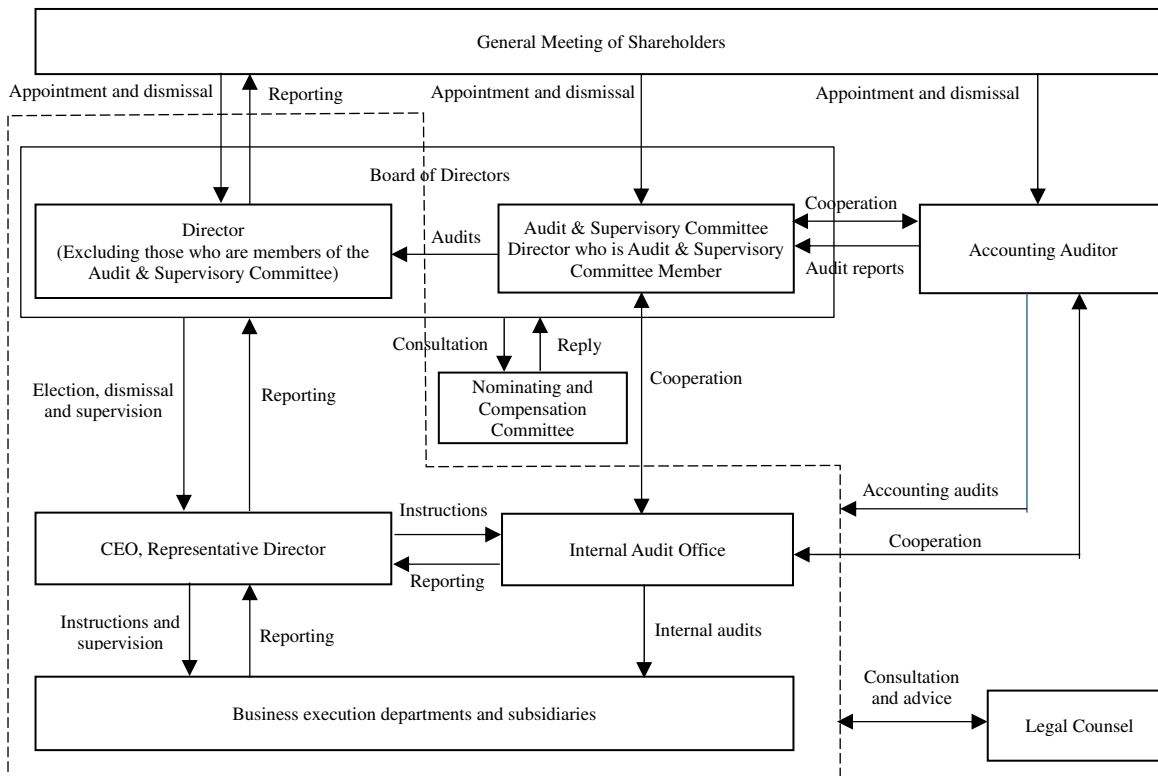 General Meeting of Shareholders
Appointment and dismissal
Reporting
Appointment and dismissal
Appointment and dismissal
Board of Directors
Director
(Excluding those who are members of the
Audit & Supervisory Committee)
Audits
Audit & Supervisory Committee
Director who is Audit & Supervisory
Committee Member
Cooperation
Audit reports
Accounting Auditor
Consultation
Reply
Election, dismissal
and supervision
Reporting
Nominating and
Compensation
Committee
Cooperation
Accounting audits
Instructions
CEO, Representative Director
Internal Audit Office
Cooperation
Reporting
Instructions and
supervision
Reporting
Internal audits
Business execution departments and subsidiaries
Consultation
and advice
Legal Counsel